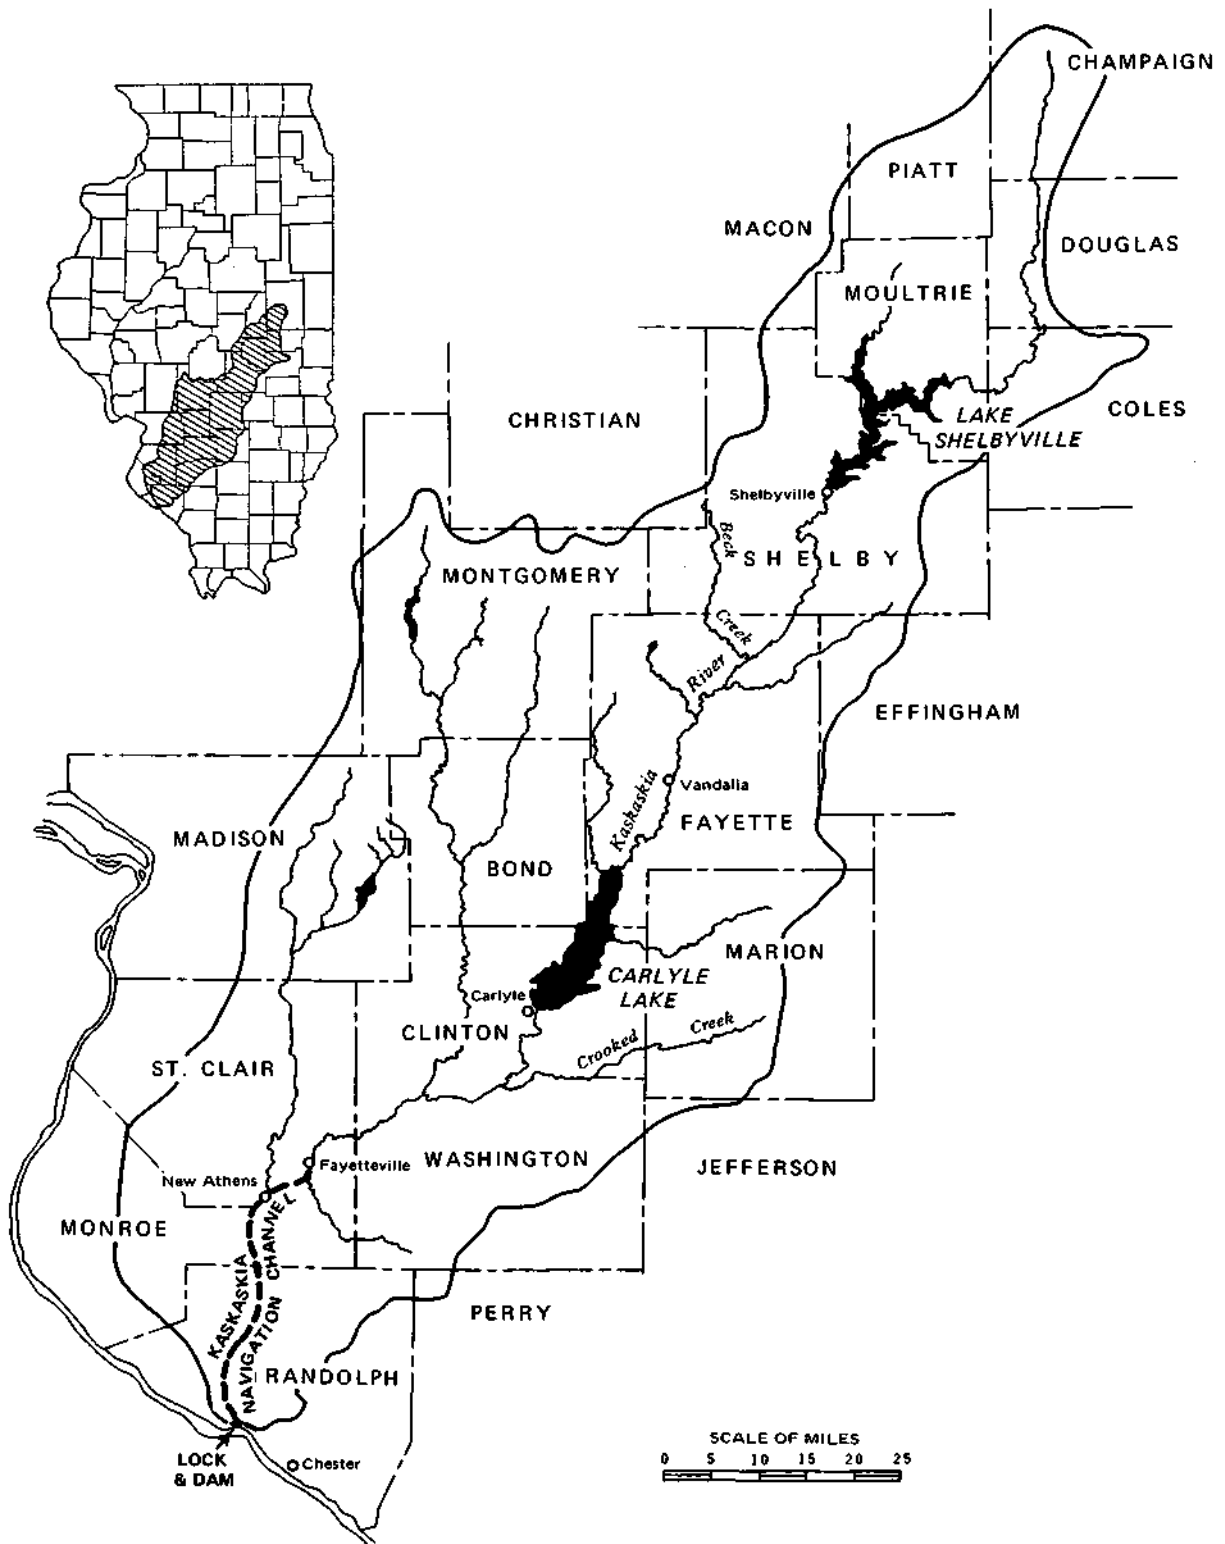 CHAMPAIGN
PIATT
MACON
DOUGLAS
MOULTRIE
CHRISTIAN
COLES
LAKE
SHELBYVILLE
Shelbyville
Beck
Creek
SHELBY
MONTGOMERY
River
EFFINGHAM
Kaskaskia
Vandalia
FAYETTE
MADISON
BOND
MARION
CARLYLE
LAKE
Carlyle
CLINTON
Crooked Creek
ST. CLAIR
Fayetteville
WASHINGTON
JEFFERSON
New Athens
MONROE
KASKASKIA
NAVIGATION CHANNEL
PERRY
RANDOLPH
LOCK
& DAM
Chester
SCALE OF MILES
0 5 10 15 20 25